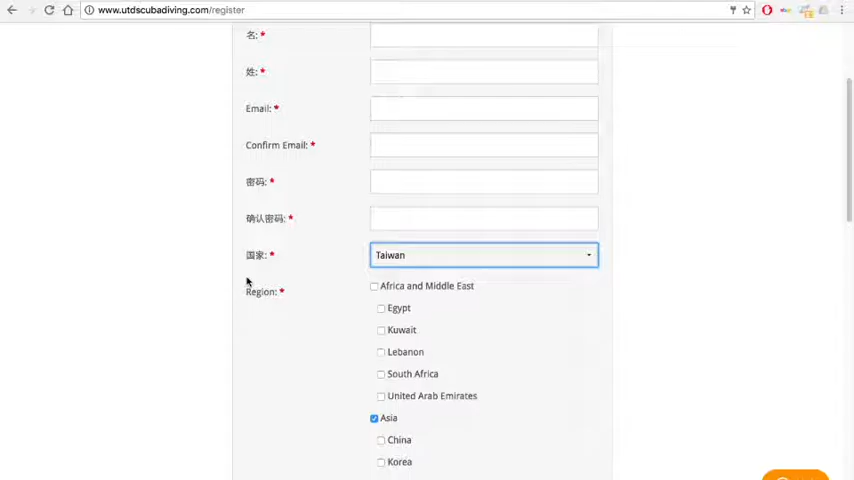 www.utdscubadiving.com/register
名: *
姓: *
Email: *
Confirm Email: *
密码: *
确认密码: *
国家: *
Taiwan
Region: *
Africa and Middle East
Egypt
Kuwait
Lebanon
South Africa
United Arab Emirates
Asia
China
Korea